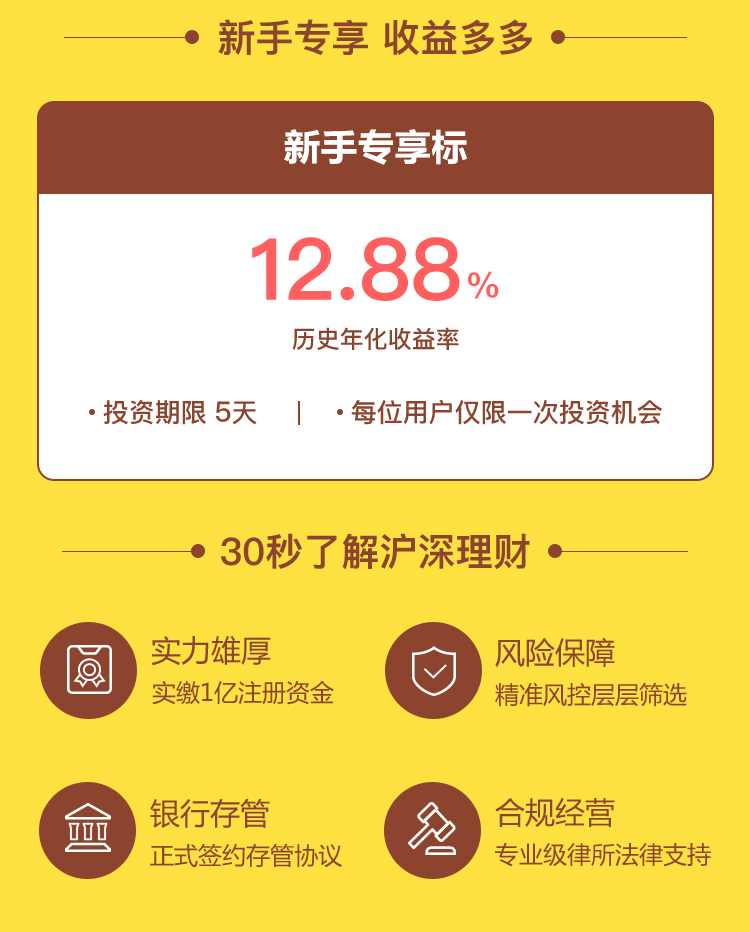 新手专享 收益多多
新手专享标
12.88%
历史年化收益率
• 投资期限 5天 | • 每位用户仅限一次投资机会
30秒了解沪深理财
实力雄厚
实缴1亿注册资金
风险保障
精准风控层层筛选
银行存管
正式签约存管协议
合规经营
专业级律所法律支持